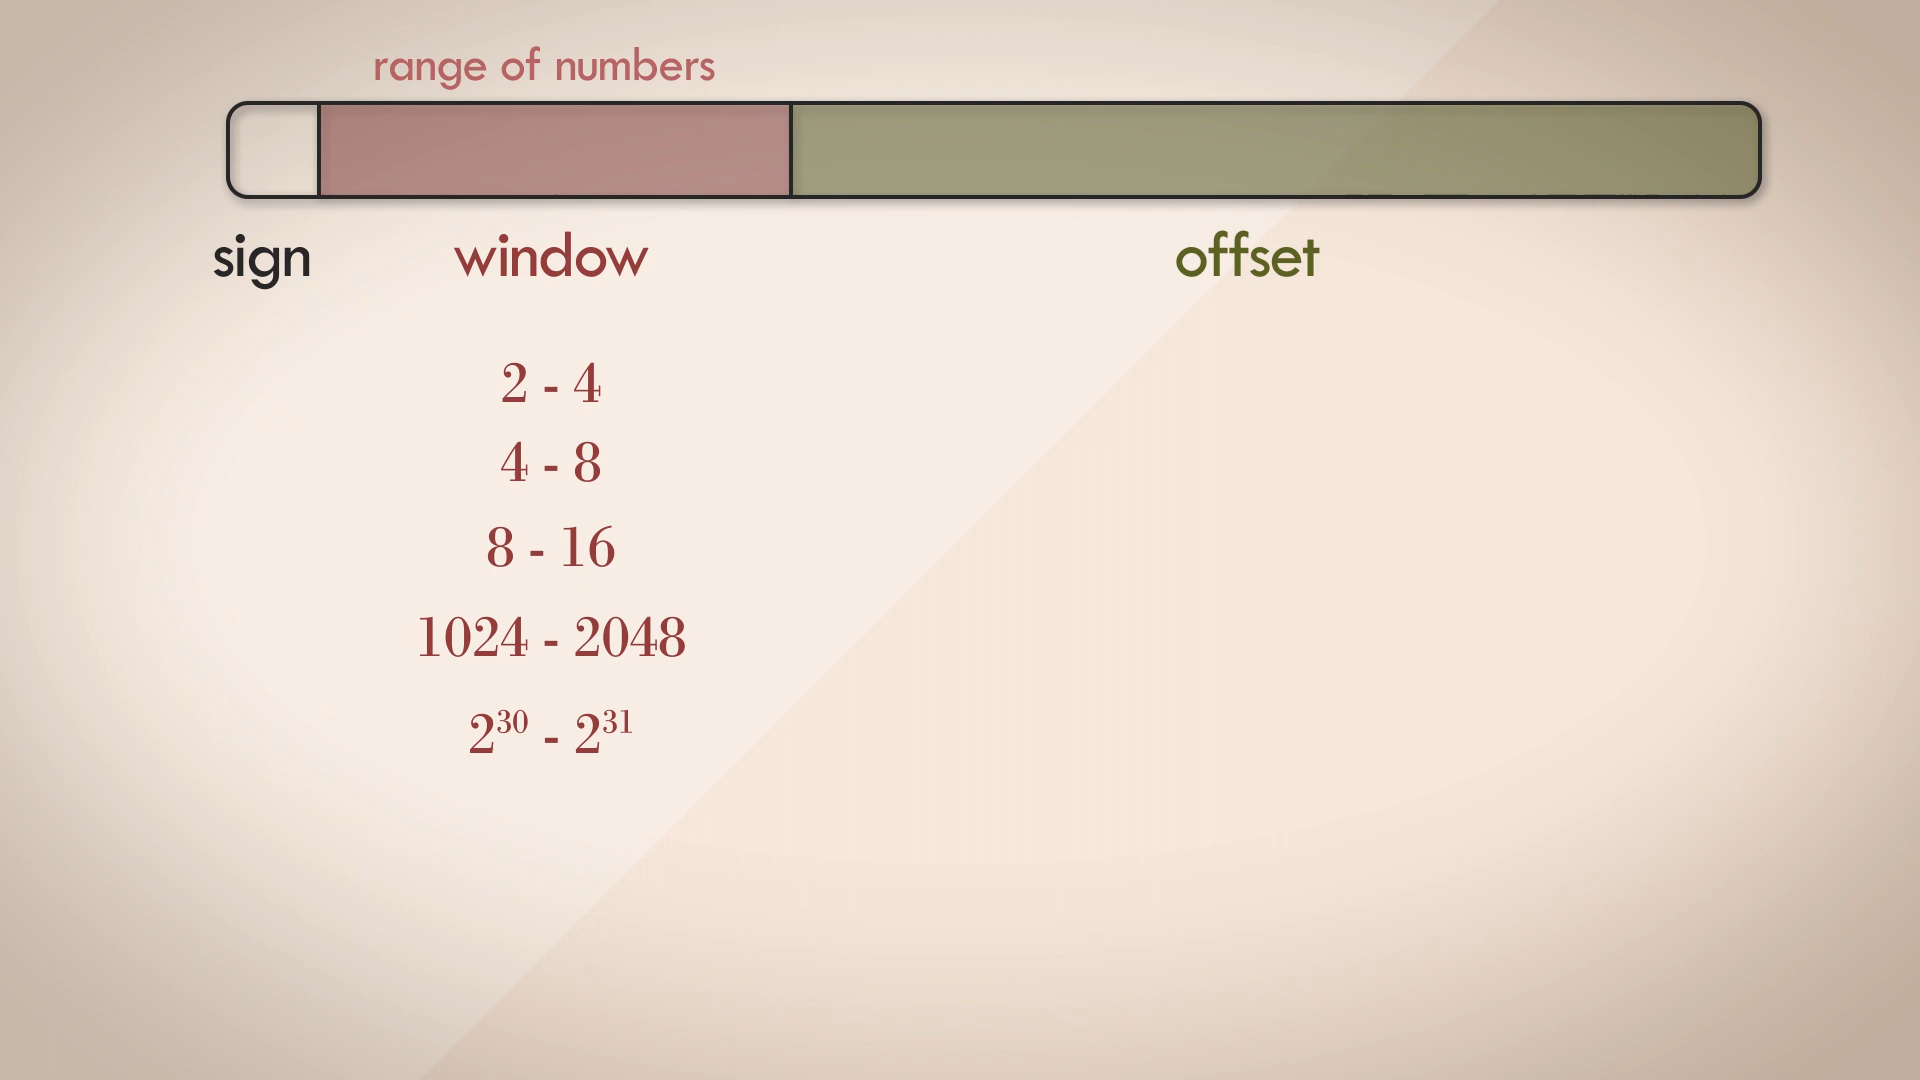 range of numbers
sign window offset
2 - 4
4 - 8
8 - 16
1024 - 2048
2³⁰ - 2³¹